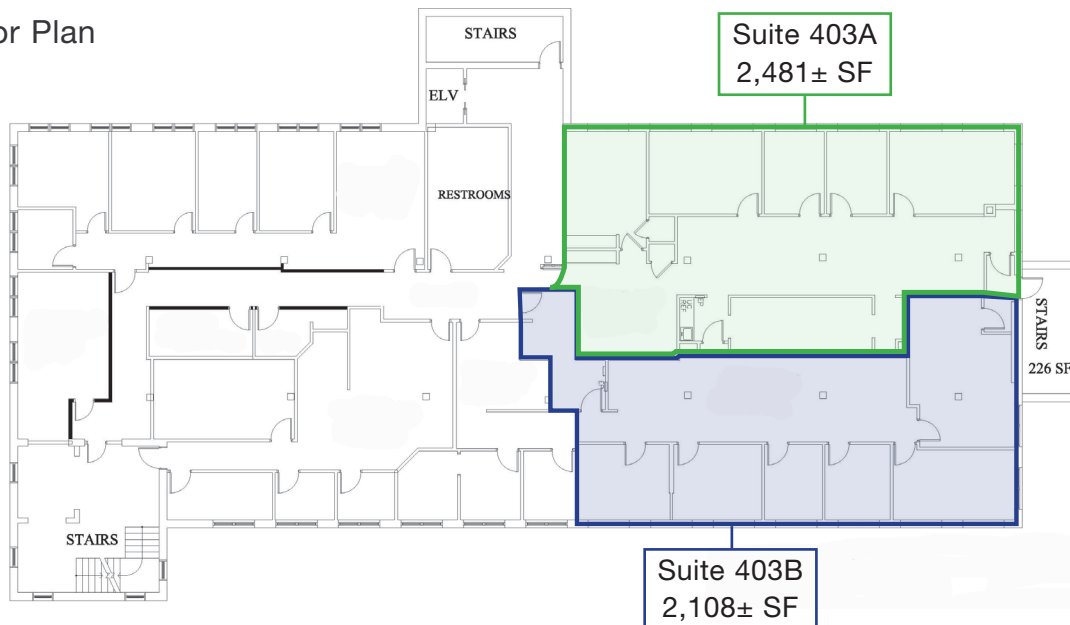 or Plan
STAIRS
Suite 403A
2,481± SF
ELV
RESTROOMS
REF
STAIRS
226 SF
STAIRS
Suite 403B
2,108± SF